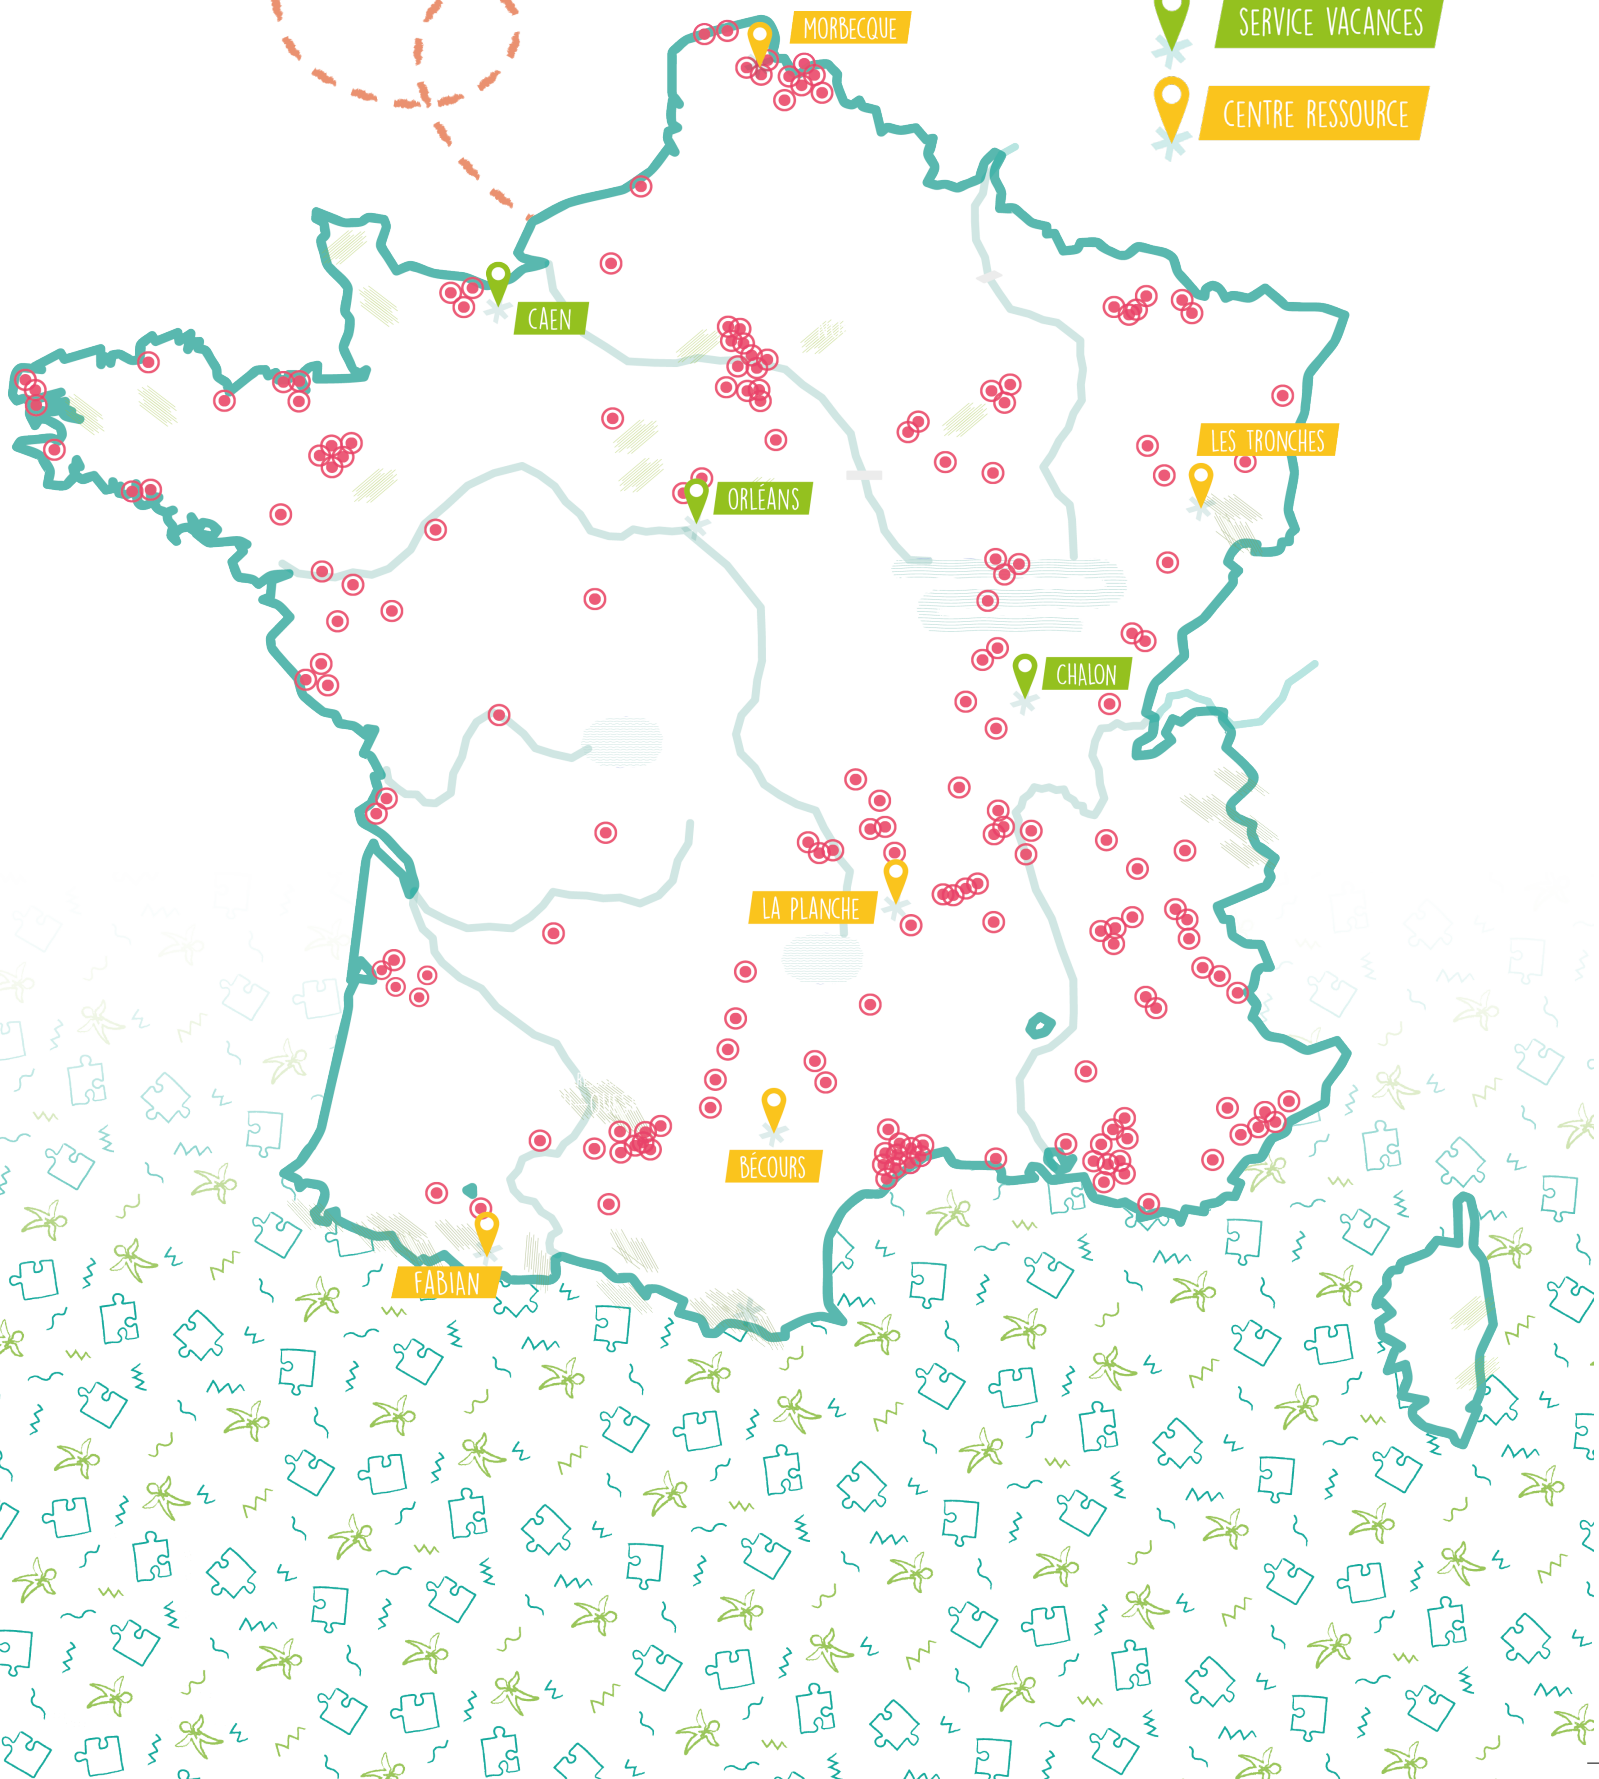 MORBECQUE
SERVICE VACANCES
CENTRE RESSOURCE
CAEN
LES TRONCHES
ORLÉANS
CHALON
LA PLANCHE
BÉCOURS
FABIAN